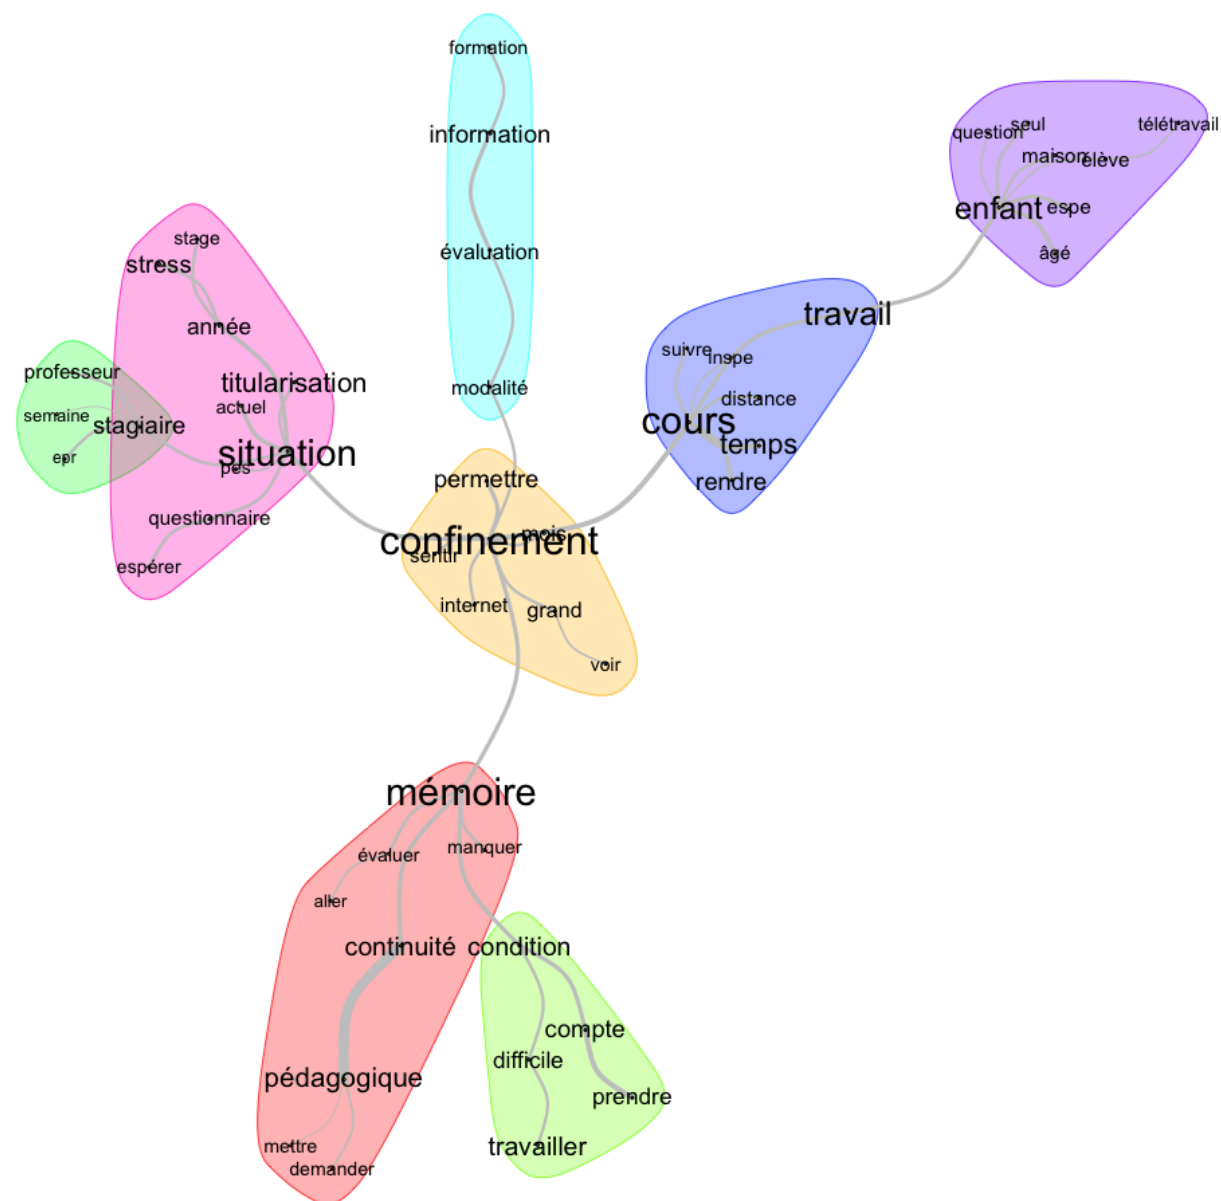 formation
information
évaluation
modalité
question
seul
télétravail
maison
élève
enfant
espe
âgé
stage
stress
année
titularisation
actuel
situation
pes
questionnaire
espérer
professeur
semaine
stagiaire
epr
travail
suivre
inspe
distance
cours
temps
rendre
permettre
mois
confinement
sentir
internet
grand
voir
mémoire
manquer
évaluer
aller
continuité
pédagogique
mettre
demander
condition
compte
difficile
prendre
travailler